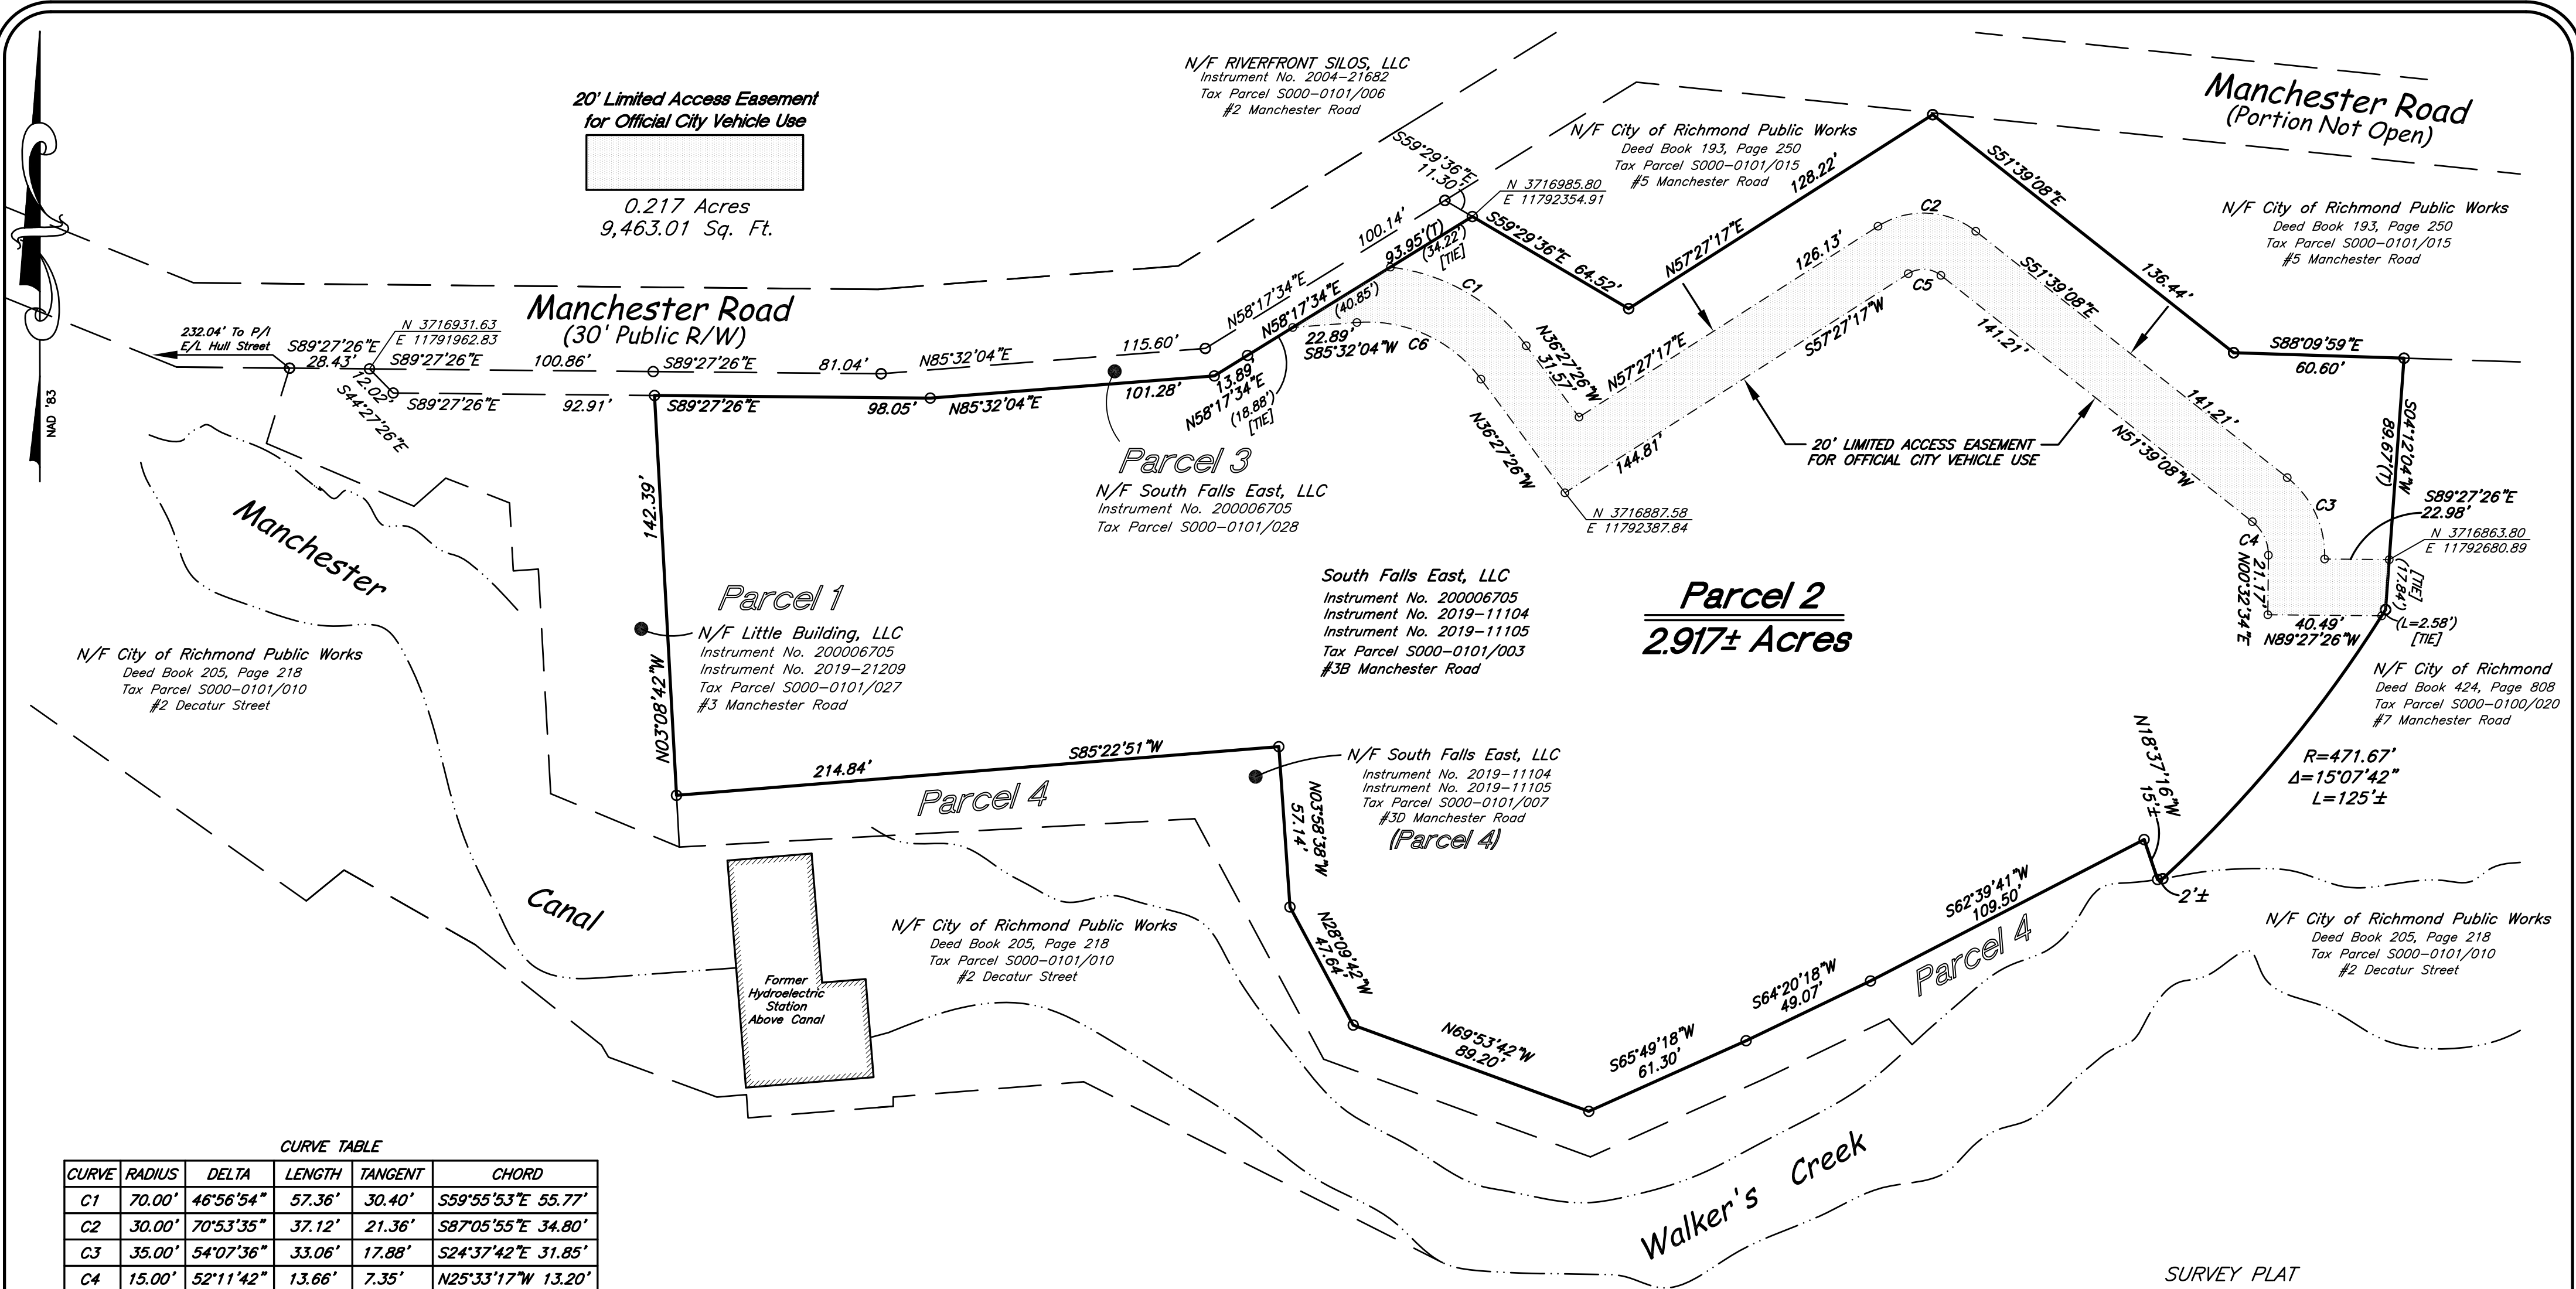 NAD '83
20' Limited Access Easement
for Official City Vehicle Use
0.217 Acres
9,463.01 Sq. Ft.
N/F RIVERFRONT SILOS, LLC
Instrument No. 2004-21682
Tax Parcel S000-0101/006
#2 Manchester Road
N/F City of Richmond Public Works
Deed Book 193, Page 250
Tax Parcel S000-0101/015
#5 Manchester Road
Manchester Road
(Portion Not Open)
N/F City of Richmond Public Works
Deed Book 193, Page 250
Tax Parcel S000-0101/015
#5 Manchester Road
Manchester Road
(30' Public R/W)
232.04' To P/I
E/L Hull Street
S89°27'26"E
28.43'
N 3716931.63
E 11791962.83
S89°27'26"E
100.86'
S89°27'26"E
81.04'
N85°32'04"E
115.60'
N58°17'34"E
100.14'
S59°29'36"E
11.30'
N 3716985.80
E 11792354.91
12.02'
S44°27'26"E
S89°27'26"E
92.91'
S89°27'26"E
98.05'
N85°32'04"E
101.28'
13.89'
N58°17'34"E
(18.88')
[TIE]
N58°17'34"E
93.95'(T)
(34.22')
[TIE]
(40.85')
22.89'
S85°32'04"W
C6
C1
S59°29'36"E 64.52'
N57°27'17"E
128.22'
S51°39'08"E
136.44'
S88°09'59"E
60.60'
S04°12'04"W
89.67'(T)
N36°27'26"W
31.57'
N57°27'17"E
126.13'
C2
S51°39'08"E
141.21'
C3
S89°27'26"E
22.98'
N 3716863.80
E 11792680.89
[TIE]
(17.84')
(L=2.58')
[TIE]
40.49'
N89°27'26"W
N00°32'34"E
21.17'
C4
N51°39'08"W
141.21'
C5
S57°27'17"W
144.81'
N36°27'26"W
N 3716887.58
E 11792387.84
20' LIMITED ACCESS EASEMENT
FOR OFFICIAL CITY VEHICLE USE
Parcel 3
N/F South Falls East, LLC
Instrument No. 200006705
Tax Parcel S000-0101/028
Manchester
Canal
142.39'
N03°08'42"W
Parcel 1
N/F Little Building, LLC
Instrument No. 200006705
Instrument No. 2019-21209
Tax Parcel S000-0101/027
#3 Manchester Road
South Falls East, LLC
Instrument No. 200006705
Instrument No. 2019-11104
Instrument No. 2019-11105
Tax Parcel S000-0101/003
#3B Manchester Road
Parcel 2
2.917± Acres
N/F City of Richmond Public Works
Deed Book 205, Page 218
Tax Parcel S000-0101/010
#2 Decatur Street
N/F City of Richmond
Deed Book 424, Page 808
Tax Parcel S000-0100/020
#7 Manchester Road
R=471.67'
Δ=15°07'42"
L=125'±
N18°37'16"W
15'±
2'±
214.84'
S85°22'51"W
Parcel 4
N/F South Falls East, LLC
Instrument No. 2019-11104
Instrument No. 2019-11105
Tax Parcel S000-0101/007
#3D Manchester Road
(Parcel 4)
N03°58'38"W
57.14'
N28°09'42"W
47.64'
N69°53'42"W
89.20'
S65°49'18"W
61.30'
S64°20'18"W
49.07'
S62°39'41"W
109.50'
Parcel 4
N/F City of Richmond Public Works
Deed Book 205, Page 218
Tax Parcel S000-0101/010
#2 Decatur Street
N/F City of Richmond Public Works
Deed Book 205, Page 218
Tax Parcel S000-0101/010
#2 Decatur Street
Former
Hydroelectric
Station
Above Canal
Walker's Creek
CURVE TABLE
CURVE RADIUS DELTA LENGTH TANGENT CHORD
C1 70.00' 46°56'54" 57.36' 30.40' S59°55'53"E 55.77'
C2 30.00' 70°53'35" 37.12' 21.36' S87°05'55"E 34.80'
C3 35.00' 54°07'36" 33.06' 17.88' S24°37'42"E 31.85'
C4 15.00' 52°11'42" 13.66' 7.35' N25°33'17"W 13.20'
SURVEY PLAT